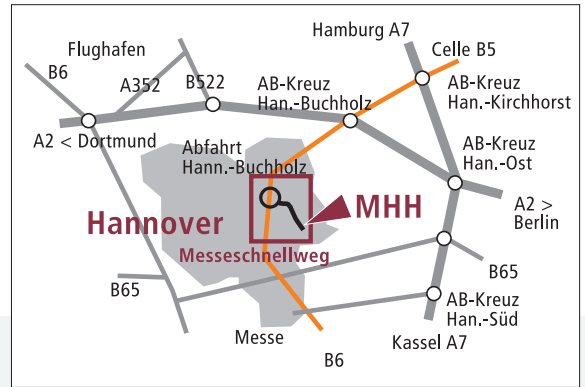 Hamburg A7
Flughafen
Celle B5
B6
A352
B522
AB-Kreuz
Han.-Buchholz
AB-Kreuz
Han.-Kirchhorst
A2 < Dortmund
Abfahrt
Hann.-Buchholz
AB-Kreuz
Han.-Ost
MHH
A2 >
Berlin
Hannover
Messeschnellweg
B65
B65
AB-Kreuz
Han.-Süd
Messe
Kassel A7
B6